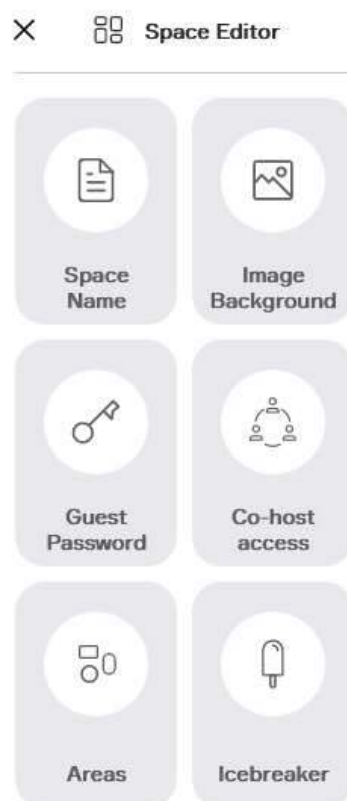 Space Editor
Space
Name
Image
Background
Guest
Password
Co-host
access
Areas
Icebreaker